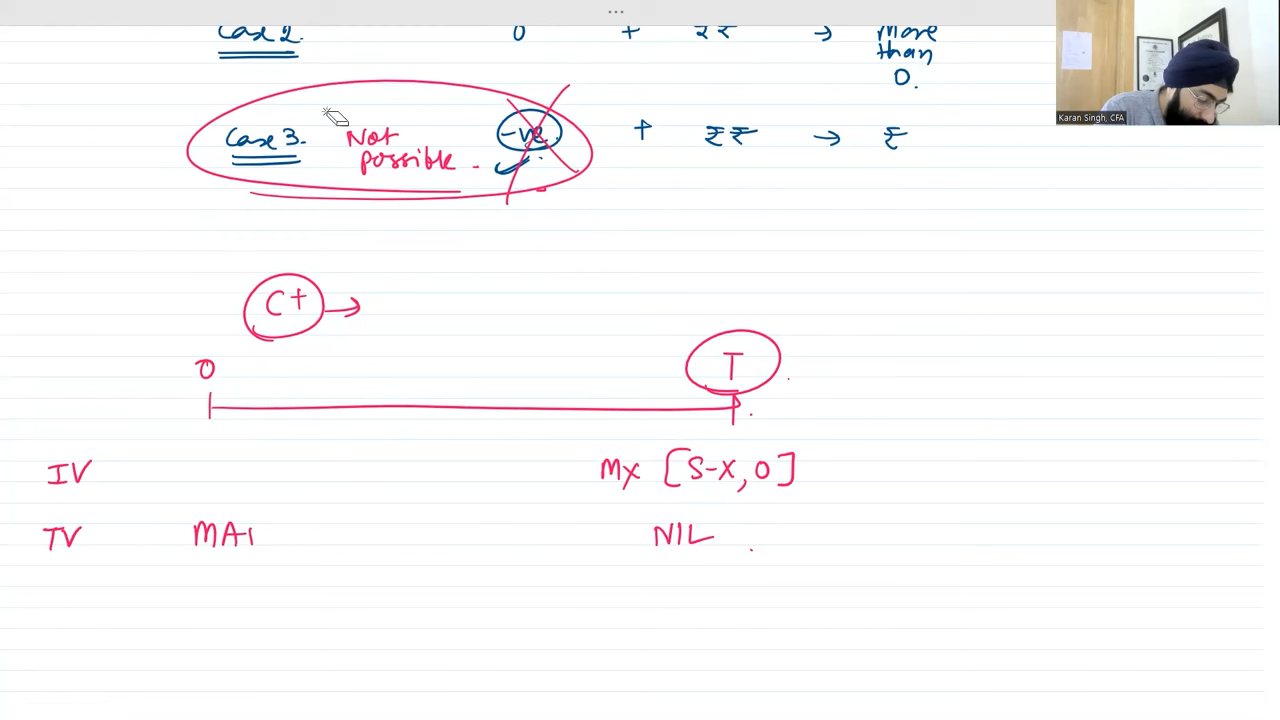 Case 2. 0 + ₹₹ → More
than
0.
Case 3. Not possible. -ve. + ₹₹ → ₹
C+ →
0 T
IV Mx [S-X, 0]
TV MAI NIL
Karan Singh, CFA